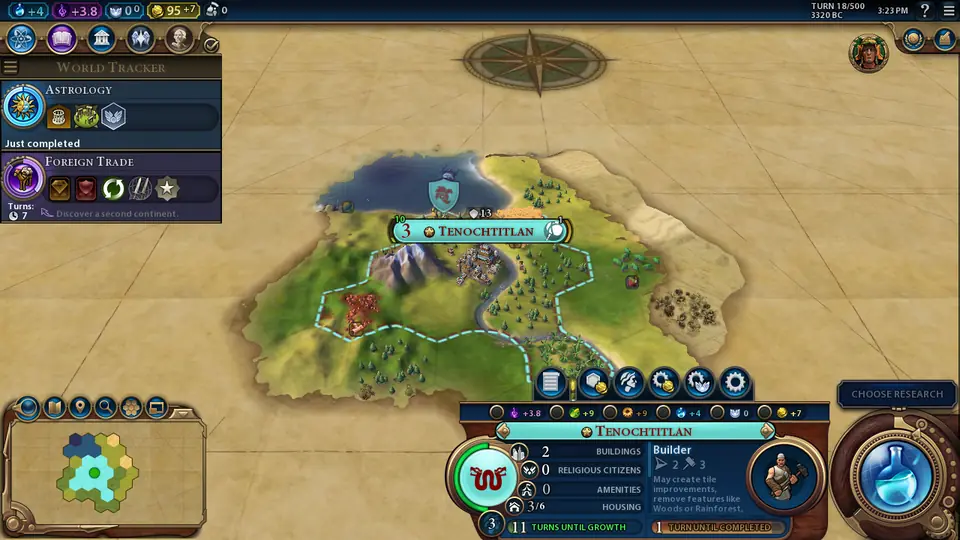 +4 +3.8 0 0 95 +7 0
TURN 18/500
3320 BC
3:23 PM ?
WORLD TRACKER
ASTROLOGY
Just completed
FOREIGN TRADE
Turns:
7
Discover a second continent.
13
10
3 TENOCHTITLAN 1
CHOOSE RESEARCH
+3.8 +9 +9 +4 0 +7
TENOCHTITLAN
2 BUILDINGS
0 RELIGIOUS CITIZENS
0 AMENITIES
3/6 HOUSING
3 11 TURNS UNTIL GROWTH
Builder
2 3
May create tile
improvements,
remove features like
Woods or Rainforest,
1 TURN UNTIL COMPLETED